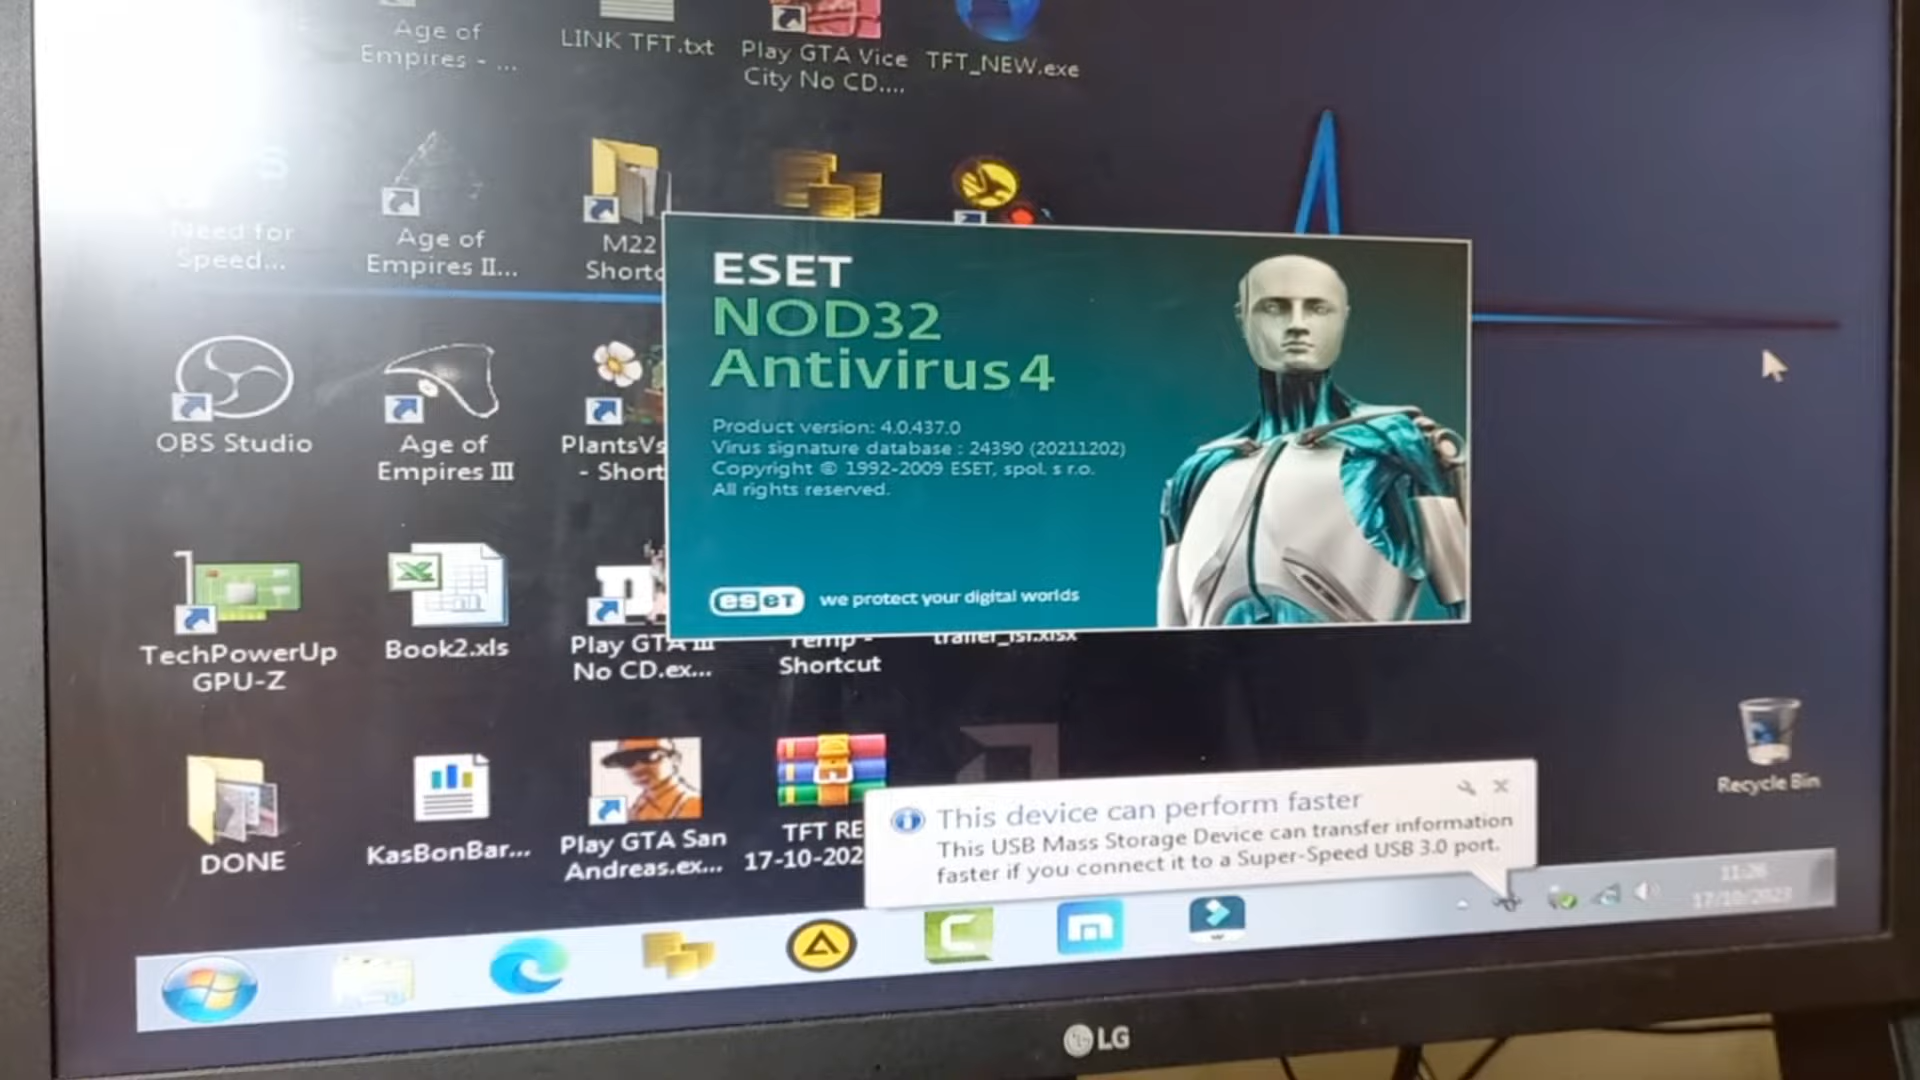 Age of
Empires - ...
LINK TFT.txt
Play GTA Vice
City No CD....
TFT_NEW.exe
Need for
Speed...
Age of
Empires II...
M22
Shortc
ESET
NOD32
Antivirus 4
Product version: 4.0.437.0
Virus signature database : 24390 (20211202)
Copyright © 1992-2009 ESET, spol. s r.o.
All rights reserved.
eseT
we protect your digital worlds
OBS Studio
Age of
Empires III
PlantsVs
- Short
TechPowerUp
GPU-Z
Book2.xls
Play GTA III
No CD.ex...
Temp -
Shortcut
Recycle Bin
DONE
KasBonBar...
Play GTA San
Andreas.ex...
TFT RE
17-10-202
This device can perform faster
This USB Mass Storage Device can transfer information
faster if you connect it to a Super-Speed USB 3.0 port.
17/10/2023
LG